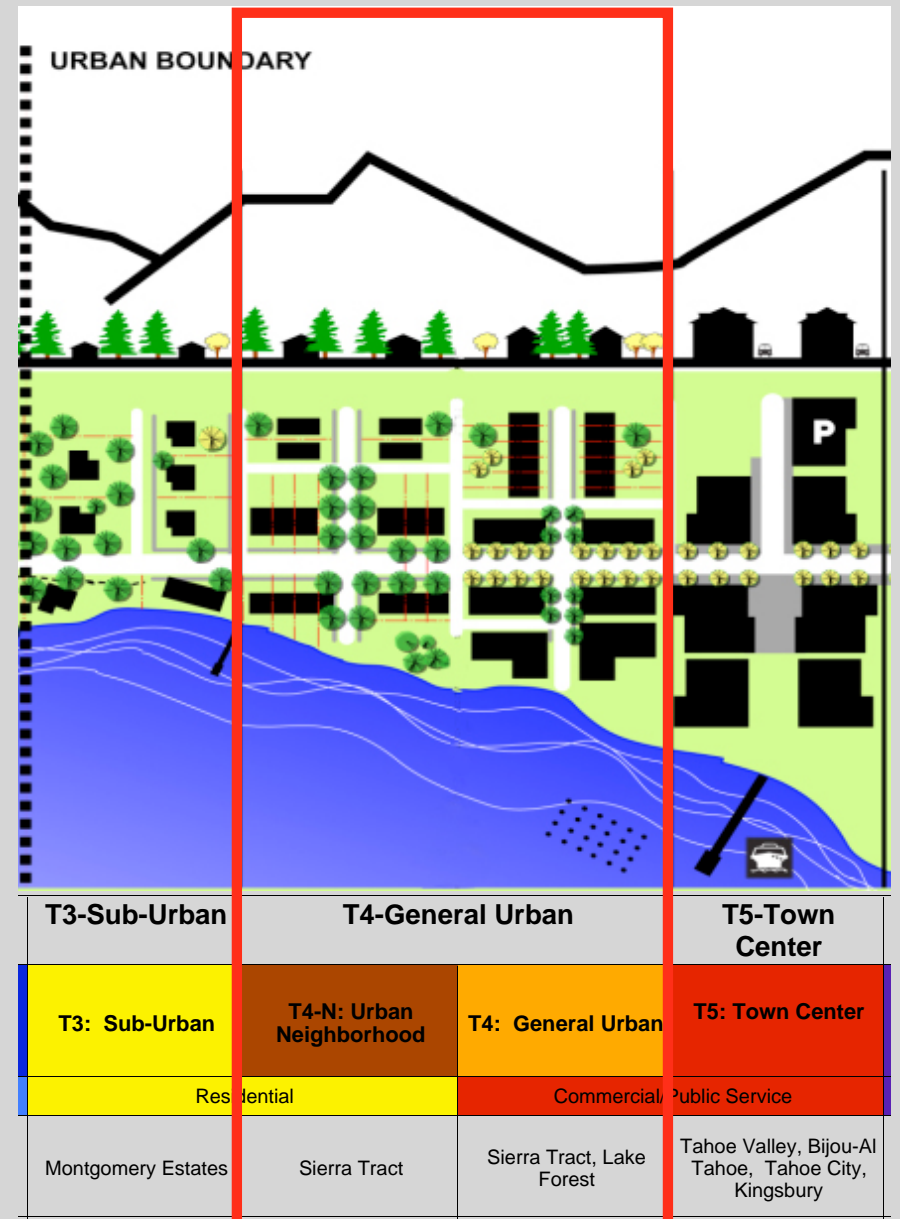 URBAN BOUNDARY
P
T3-Sub-Urban
T4-General Urban
T5-Town
Center
T3: Sub-Urban
T4-N: Urban
Neighborhood
T4: General Urban
T5: Town Center
Residential
Commercial/Public Service
Montgomery Estates
Sierra Tract
Sierra Tract, Lake
Forest
Tahoe Valley, Bijou-Al
Tahoe, Tahoe City,
Kingsbury